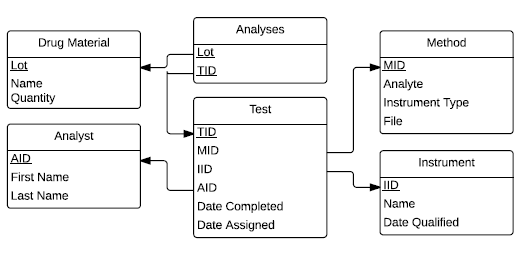 Drug Material
Lot
Name
Quantity
Analyst
AID
First Name
Last Name
Analyses
Lot
TID
Test
TID
MID
IID
AID
Date Completed
Date Assigned
Method
MID
Analyte
Instrument Type
File
Instrument
IID
Name
Date Qualified